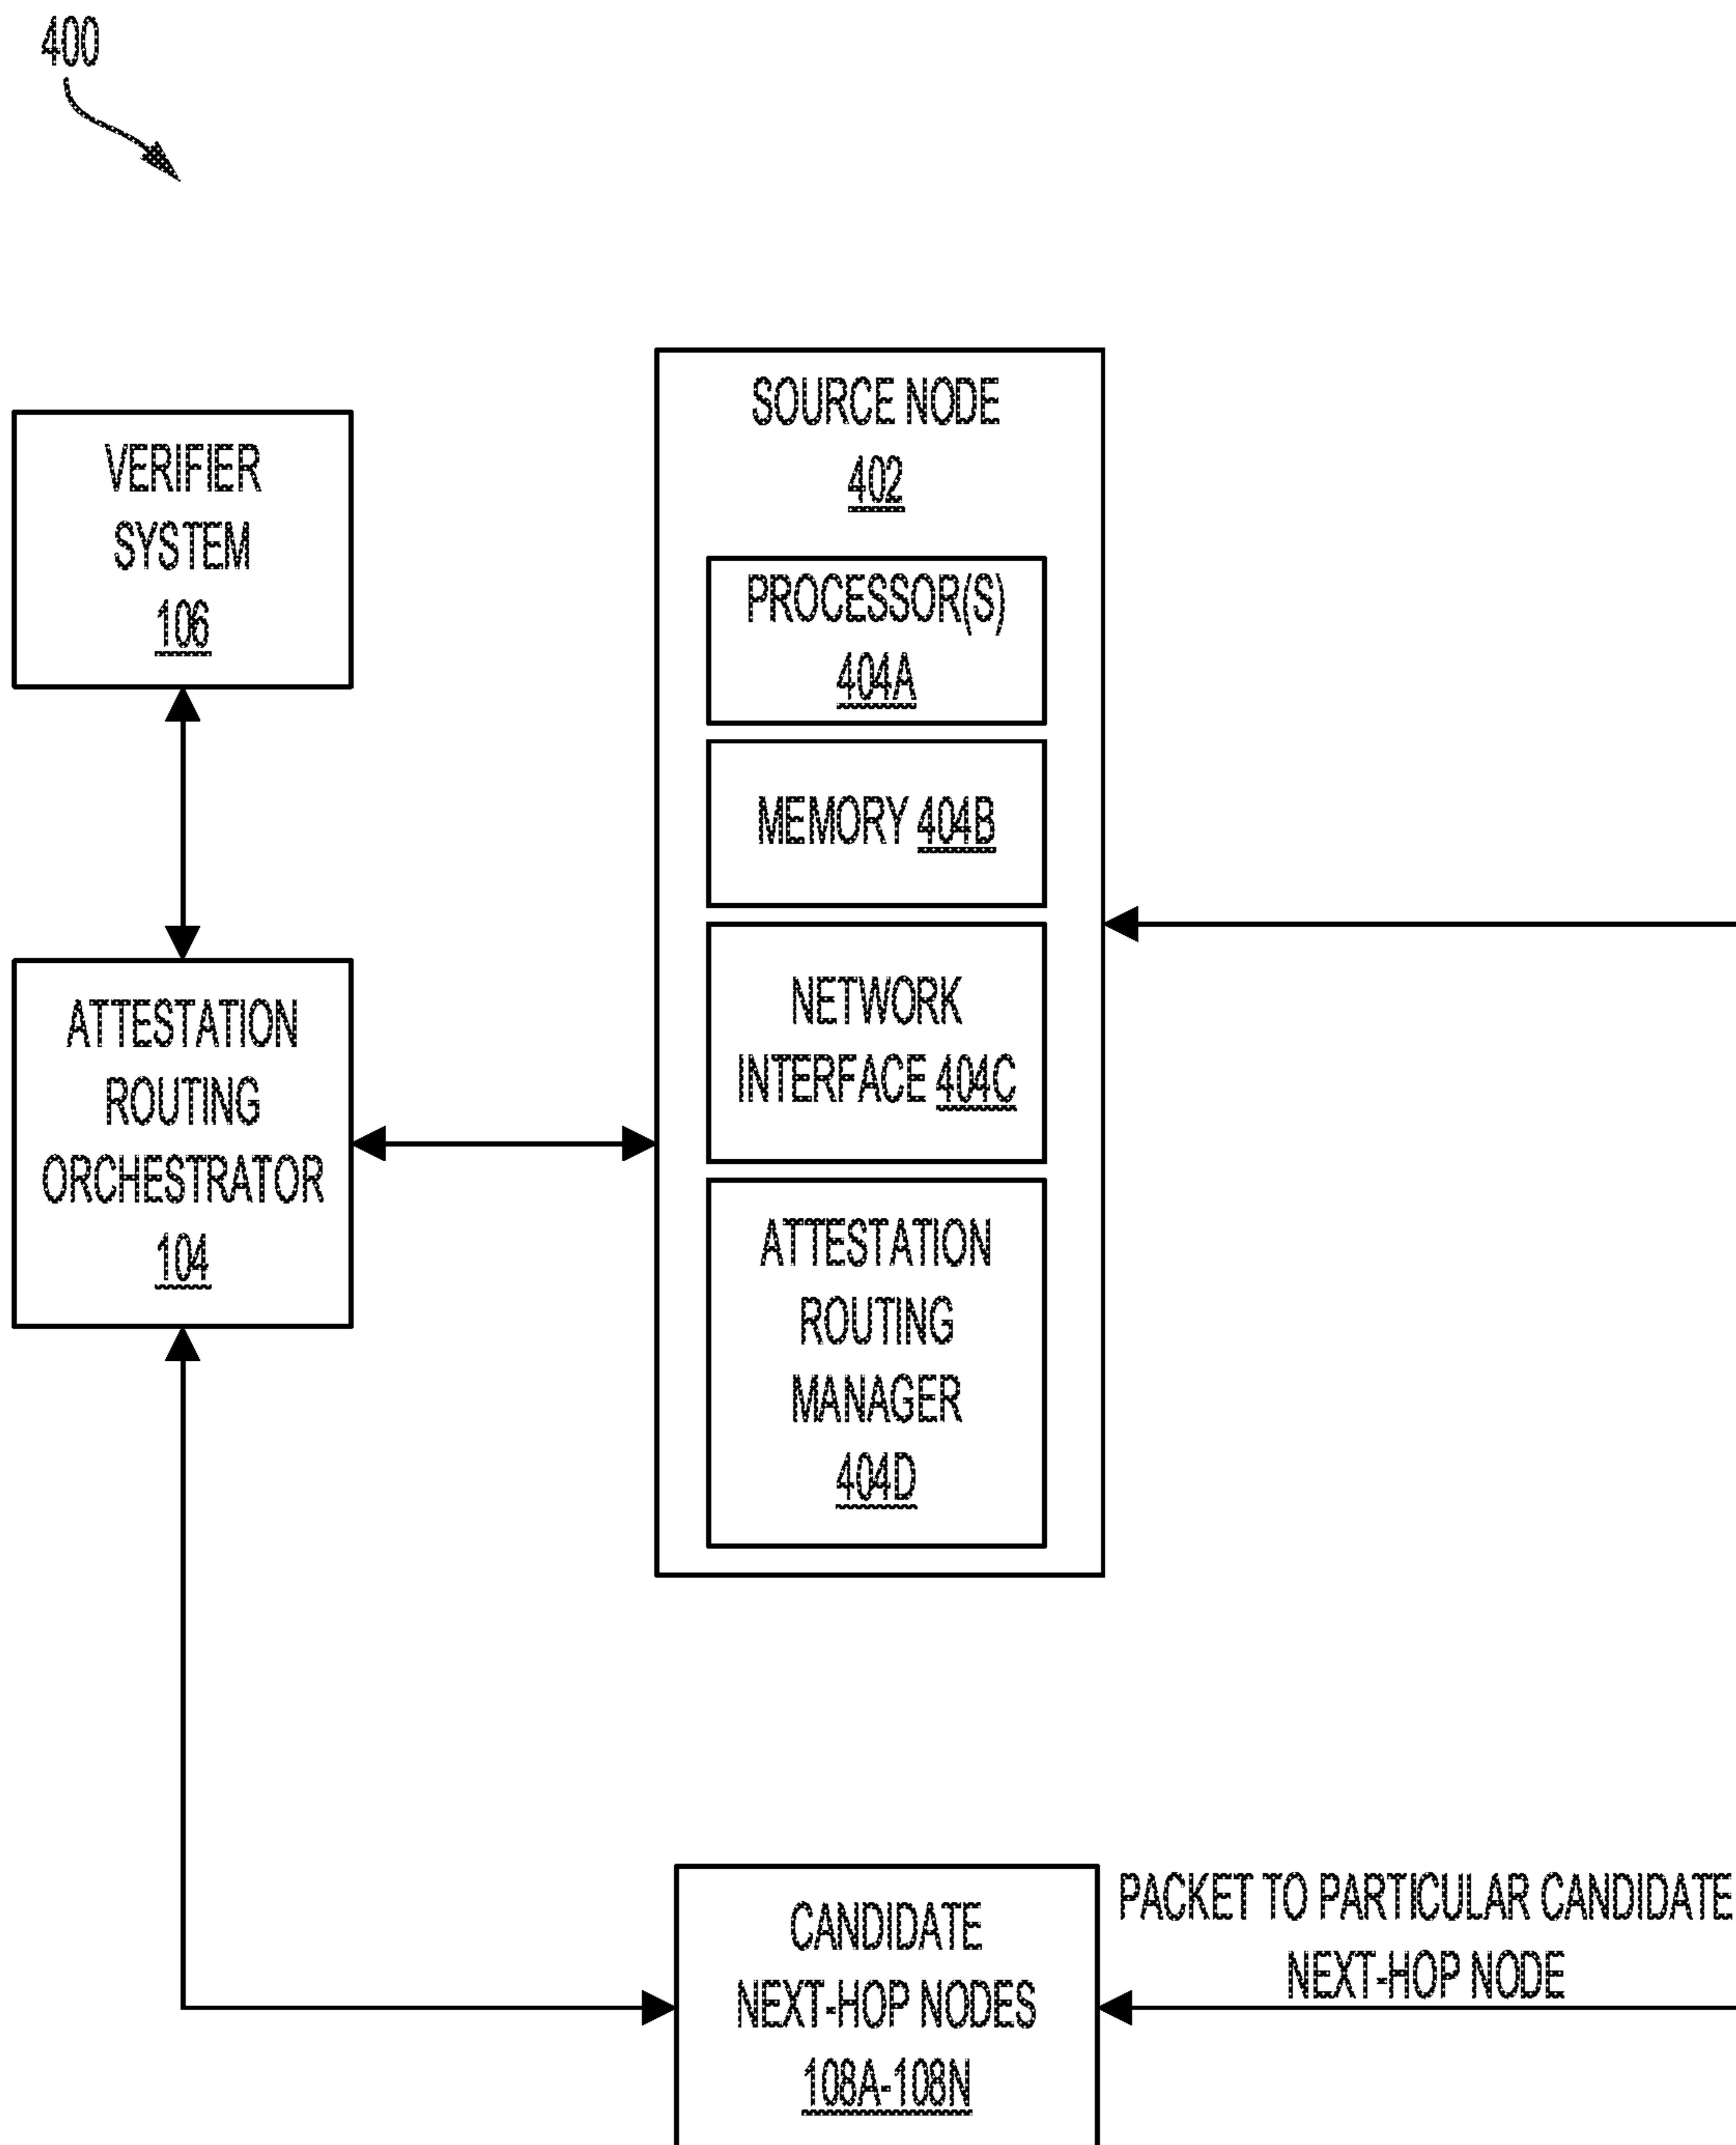 400
VERIFIER
SYSTEM
106
ATTESTATION
ROUTING
ORCHESTRATOR
104
SOURCE NODE
402
PROCESSOR(S)
404A
MEMORY 404B
NETWORK
INTERFACE 404C
ATTESTATION
ROUTING
MANAGER
404D
CANDIDATE
NEXT-HOP NODES
108A-108N
PACKET TO PARTICULAR CANDIDATE
NEXT-HOP NODE